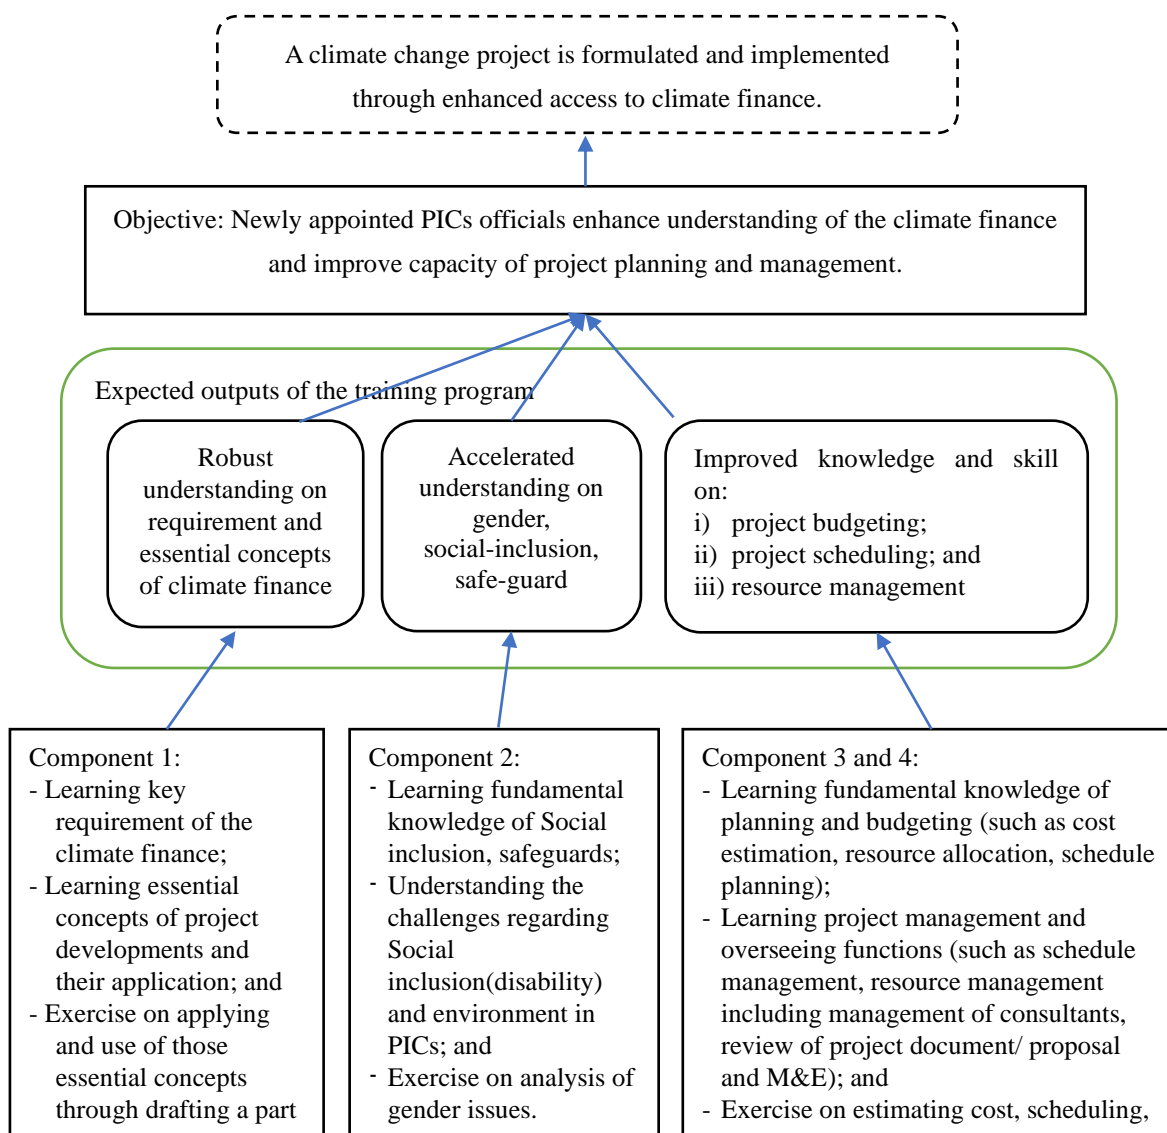 A climate change project is formulated and implemented
through enhanced access to climate finance.
Objective: Newly appointed PICs officials enhance understanding of the climate finance
and improve capacity of project planning and management.
Expected outputs of the training program
Robust
understanding on
requirement and
essential concepts
of climate finance
Accelerated
understanding on
gender,
social-inclusion,
safe-guard
Improved knowledge and skill
on:
i) project budgeting;
ii) project scheduling; and
iii) resource management
Component 1:
- Learning key
requirement of the
climate finance;
- Learning essential
concepts of project
developments and
their application; and
- Exercise on applying
and use of those
essential concepts
through drafting a part
Component 2:
- Learning fundamental
knowledge of Social
inclusion, safeguards;
- Understanding the
challenges regarding
Social
inclusion(disability)
and environment in
PICs; and
- Exercise on analysis of
gender issues.
Component 3 and 4:
- Learning fundamental knowledge of
planning and budgeting (such as cost
estimation, resource allocation, schedule
planning);
- Learning project management and
overseeing functions (such as schedule
management, resource management
including management of consultants,
review of project document/ proposal
and M&E); and
- Exercise on estimating cost, scheduling,